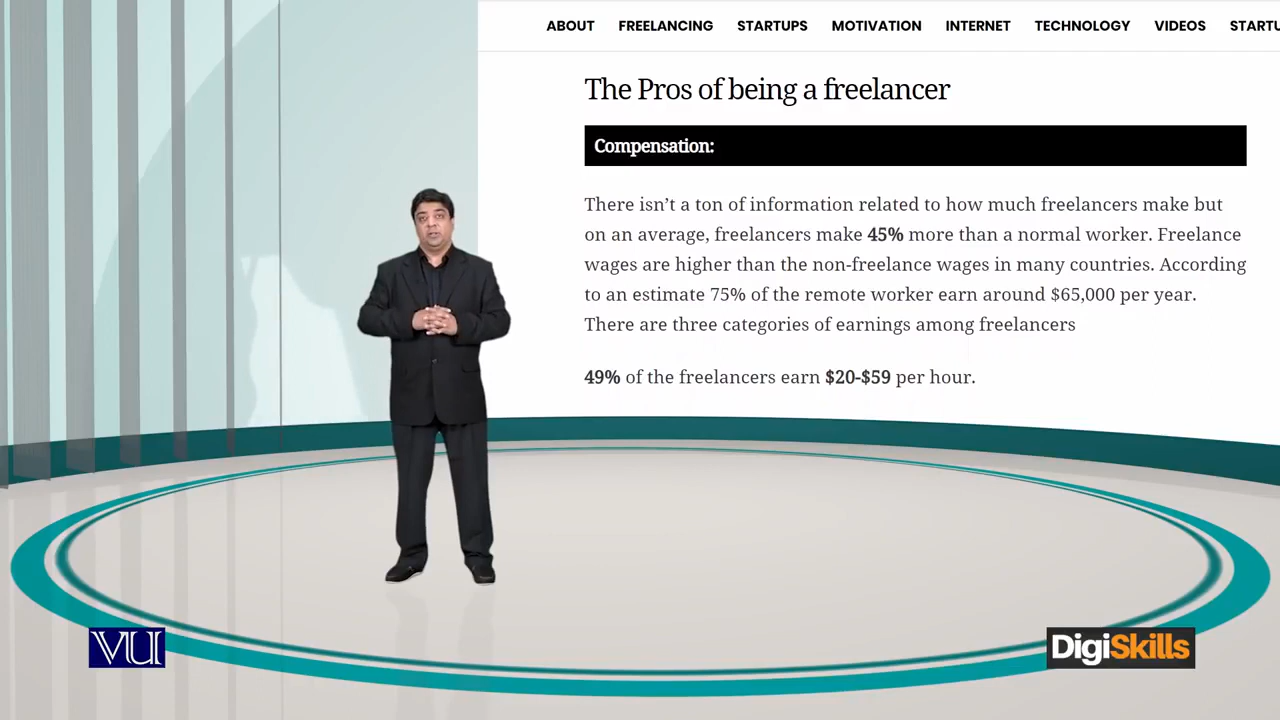 ABOUT FREELANCING STARTUPS MOTIVATION INTERNET TECHNOLOGY VIDEOS STARTU
The Pros of being a freelancer
Compensation:
There isn’t a ton of information related to how much freelancers make but
on an average, freelancers make 45% more than a normal worker. Freelance
wages are higher than the non-freelance wages in many countries. According
to an estimate 75% of the remote worker earn around $65,000 per year.
There are three categories of earnings among freelancers
49% of the freelancers earn $20-$59 per hour.
VU
DigiSkills